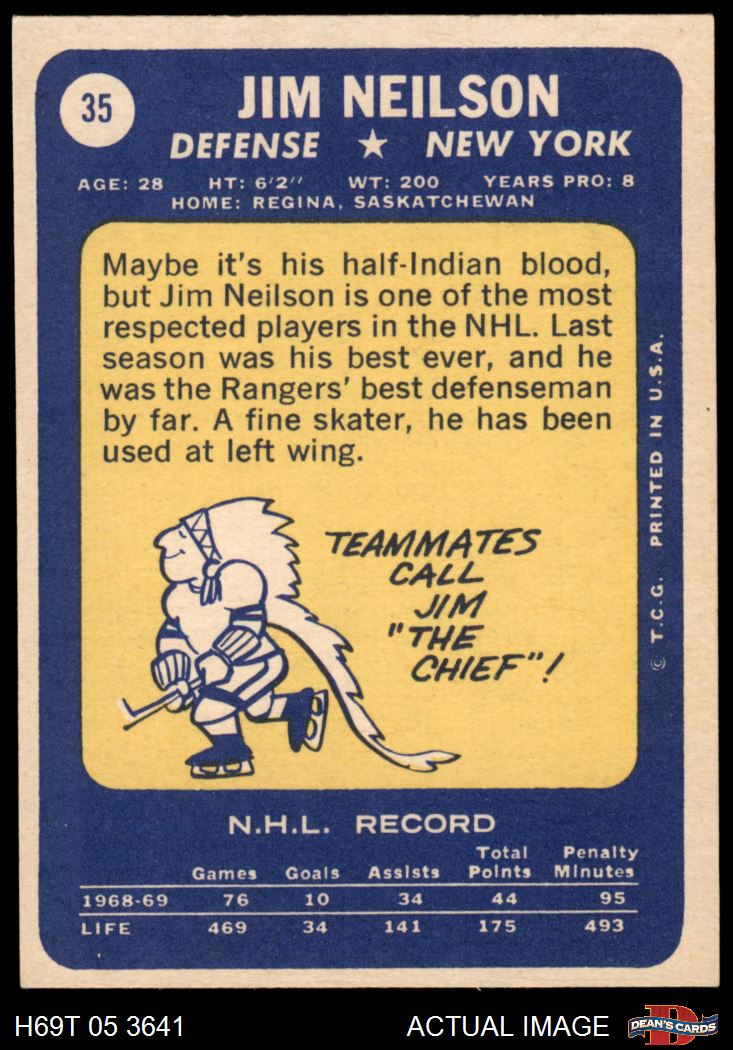 35
JIM NEILSON
DEFENSE ★ NEW YORK
AGE: 28 HT: 6'2'' WT: 200 YEARS PRO: 8
HOME: REGINA, SASKATCHEWAN
Maybe it's his half-Indian blood,
but Jim Neilson is one of the most
respected players in the NHL. Last
season was his best ever, and he
was the Rangers' best defenseman
by far. A fine skater, he has been
used at left wing.
TEAMMATES
CALL
JIM
"THE
CHIEF"!
© T.C.G. PRINTED IN U.S.A.
N.H.L. RECORD
Total Penalty
Games Goals Assists Points Minutes
1968-69 76 10 34 44 95
LIFE 469 34 141 175 493
H69T 05 3641 ACTUAL IMAGE
D
DEAN'S CARDS